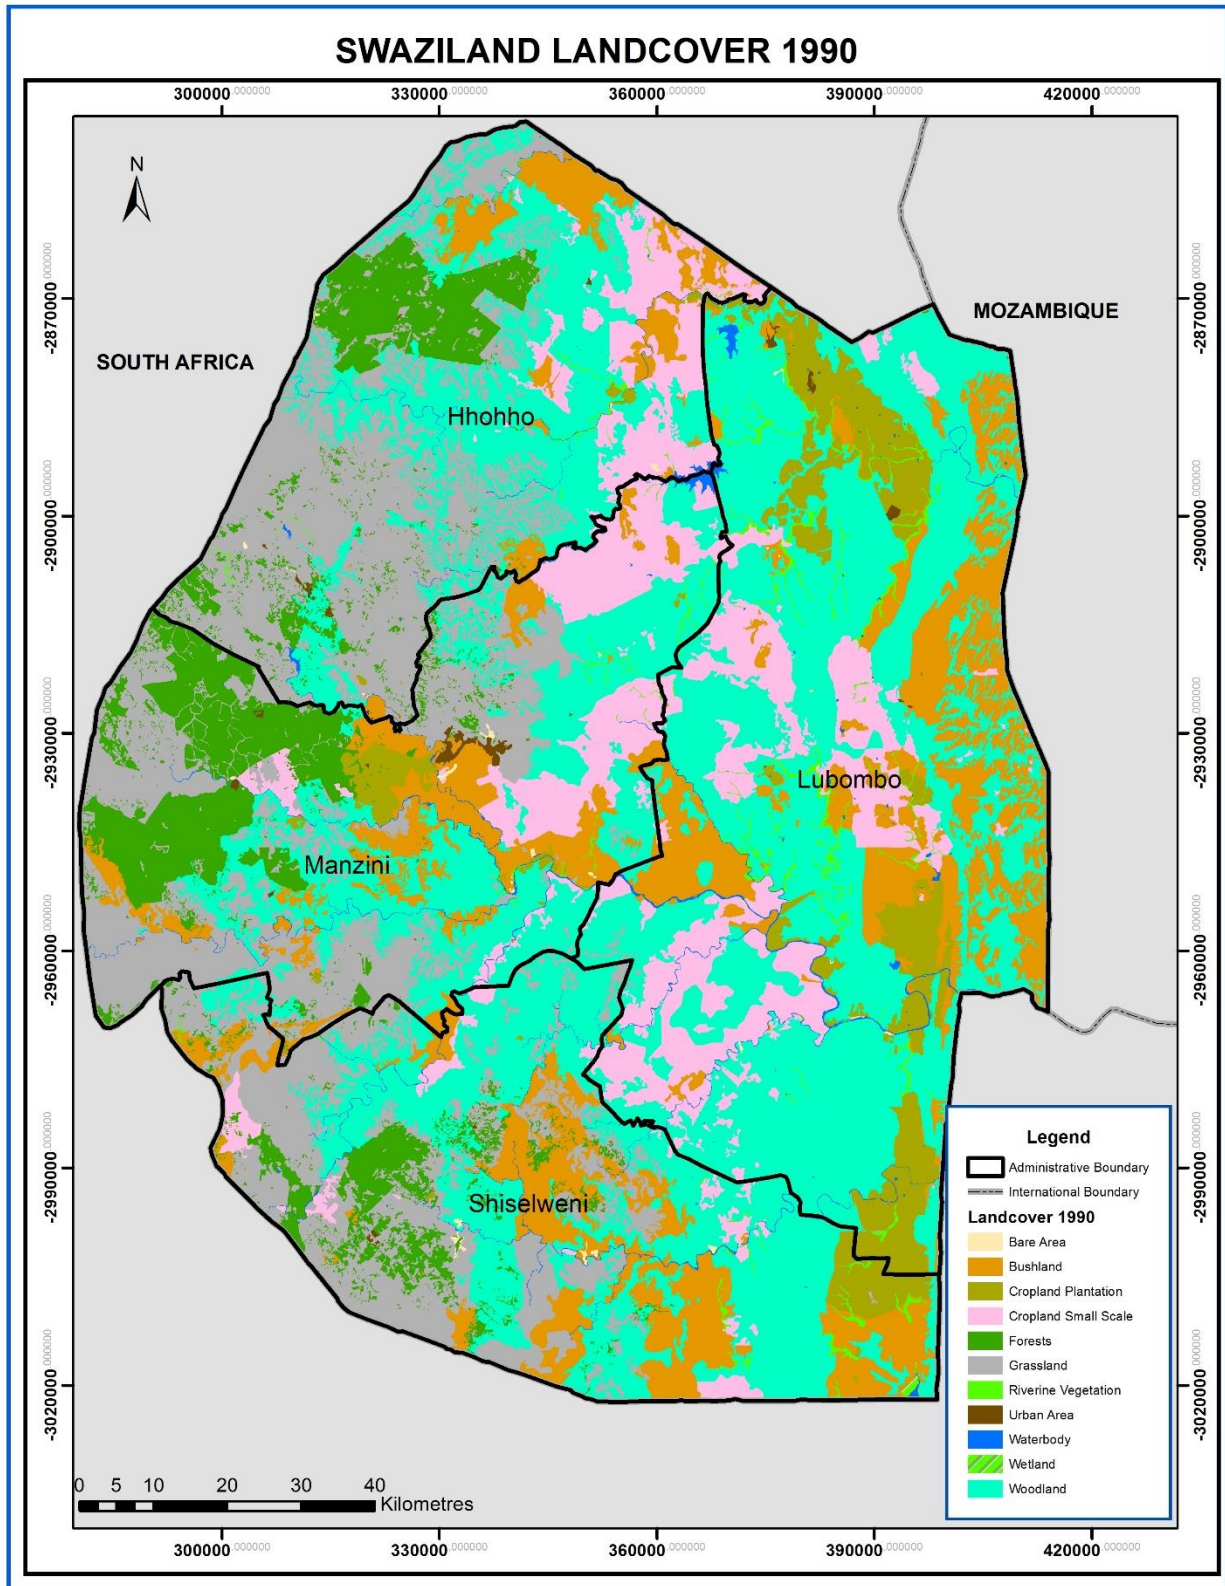 SWAZILAND LANDCOVER 1990
300000.000000 330000.000000 360000.000000 390000.000000 420000.000000
N
-2870000.000000
-2870000.000000
MOZAMBIQUE
SOUTH AFRICA
Hhohho
-2900000.000000
-2900000.000000
-2930000.000000
-2930000.000000
Lubombo
Manzini
-2960000.000000
-2960000.000000
-2990000.000000
-2990000.000000
Shiselweni
-3020000.000000
-3020000.000000
Legend
Administrative Boundary
International Boundary
Landcover 1990
Bare Area
Bushland
Cropland Plantation
Cropland Small Scale
Forests
Grassland
Riverine Vegetation
Urban Area
Waterbody
Wetland
Woodland
0 5 10 20 30 40
Kilometres
300000.000000 330000.000000 360000.000000 390000.000000 420000.000000